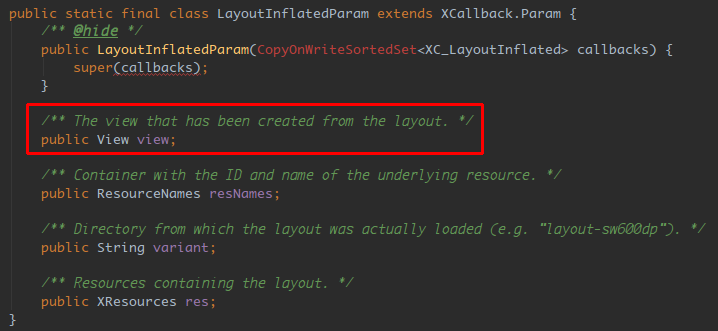 public static final class LayoutInflatedParam extends XCallback.Param {
/** @hide */
public LayoutInflatedParam(CopyOnWriteSortedSet<XC_LayoutInflated> callbacks) {
super(callbacks);
}
/** The view that has been created from the layout. */
public View view;
/** Container with the ID and name of the underlying resource. */
public ResourceNames resNames;
/** Directory from which the layout was actually loaded (e.g. "layout-sw600dp"). */
public String variant;
/** Resources containing the layout. */
public XResources res;
}